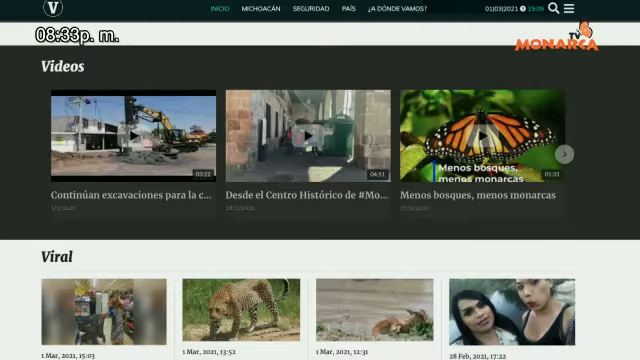 V
INICIO MICHOACÁN SEGURIDAD PAÍS ¿A DÓNDE VAMOS? 01|03|2021 19:09
08:33p. m.
TV
MONARCA
Videos
03:22
04:51
Menos bosques,
menos monarcas
01:31
Continúan excavaciones para la c...
Desde el Centro Histórico de #Mo...
Menos bosques, menos monarcas
Viral
1 Mar, 2021, 15:03
1 Mar, 2021, 13:52
1 Mar, 2021, 12:31
28 Feb, 2021, 17:22